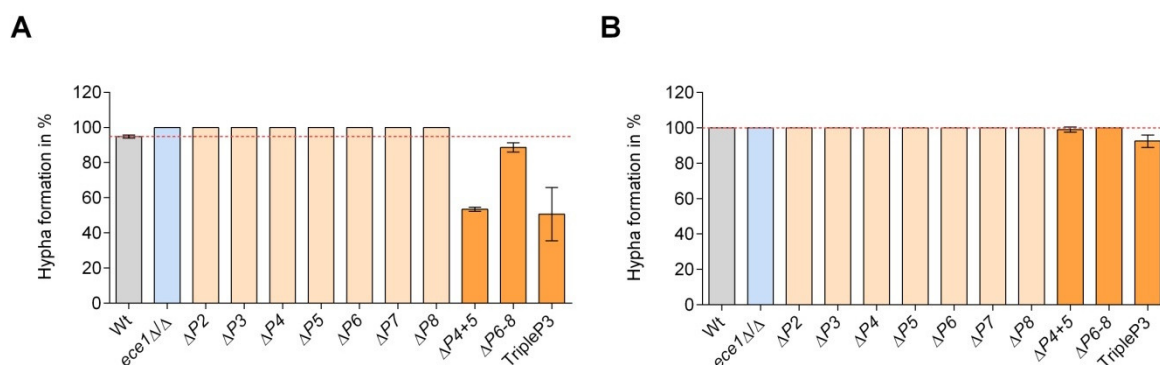 A
Hypha formation in %
120
100
80
60
40
20
0
Wt
ece1Δ/Δ
ΔP2
ΔP3
ΔP4
ΔP5
ΔP6
ΔP7
ΔP8
ΔP4+5
ΔP6-8
TripleP3
B
Hypha formation in %
120
100
80
60
40
20
0
Wt
ece1Δ/Δ
ΔP2
ΔP3
ΔP4
ΔP5
ΔP6
ΔP7
ΔP8
ΔP4+5
ΔP6-8
TripleP3